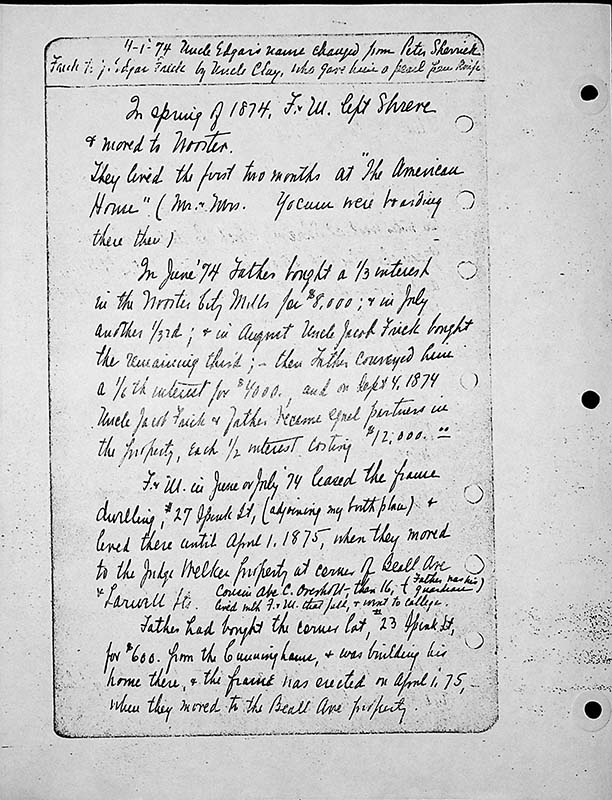 4-1-74 Uncle Edgar's name changed from Peter Sherrick
Frick to J. Edgar Frick by Uncle Clay, who gave him a pearl
In spring of 1874, F. & M. left Shreve
& moved to Wooster.
They lived the first two months at "The American
Home" (Mr. & Mrs. Yocum were boarding
there then)
In June '74 Father bought a 1/3 interest
in the Wooster City Mills for $8,000; & in July
another 1/3rd; & in August Uncle Jacob Frick bought
the remaining third; – then Father conveyed him
a 1/6th interest for $4000., and on Sept 4, 1874
Uncle Jacob Frick & Father became equal partners in
the property, each 1/2 interest costing $12,000.00
F. & M. in June or July '74 leased the frame
dwelling, #27 Spink St, (adjoining my birth place) &
lived there until April 1, 1875, when they moved
to the Judge Welker property at corner of Beall Ave
& Larwill Sts. Cousin Abe C. Overholt, then 16, (Father was his guardian)
lived with F. & M. that fall, & went to college.
Father had bought the corner lot, #23 Spink St,
for $600. from the Cunninghams, & was building his
home there, & the frame was erected on April 1, 75,
when they moved to the Beall Ave property.